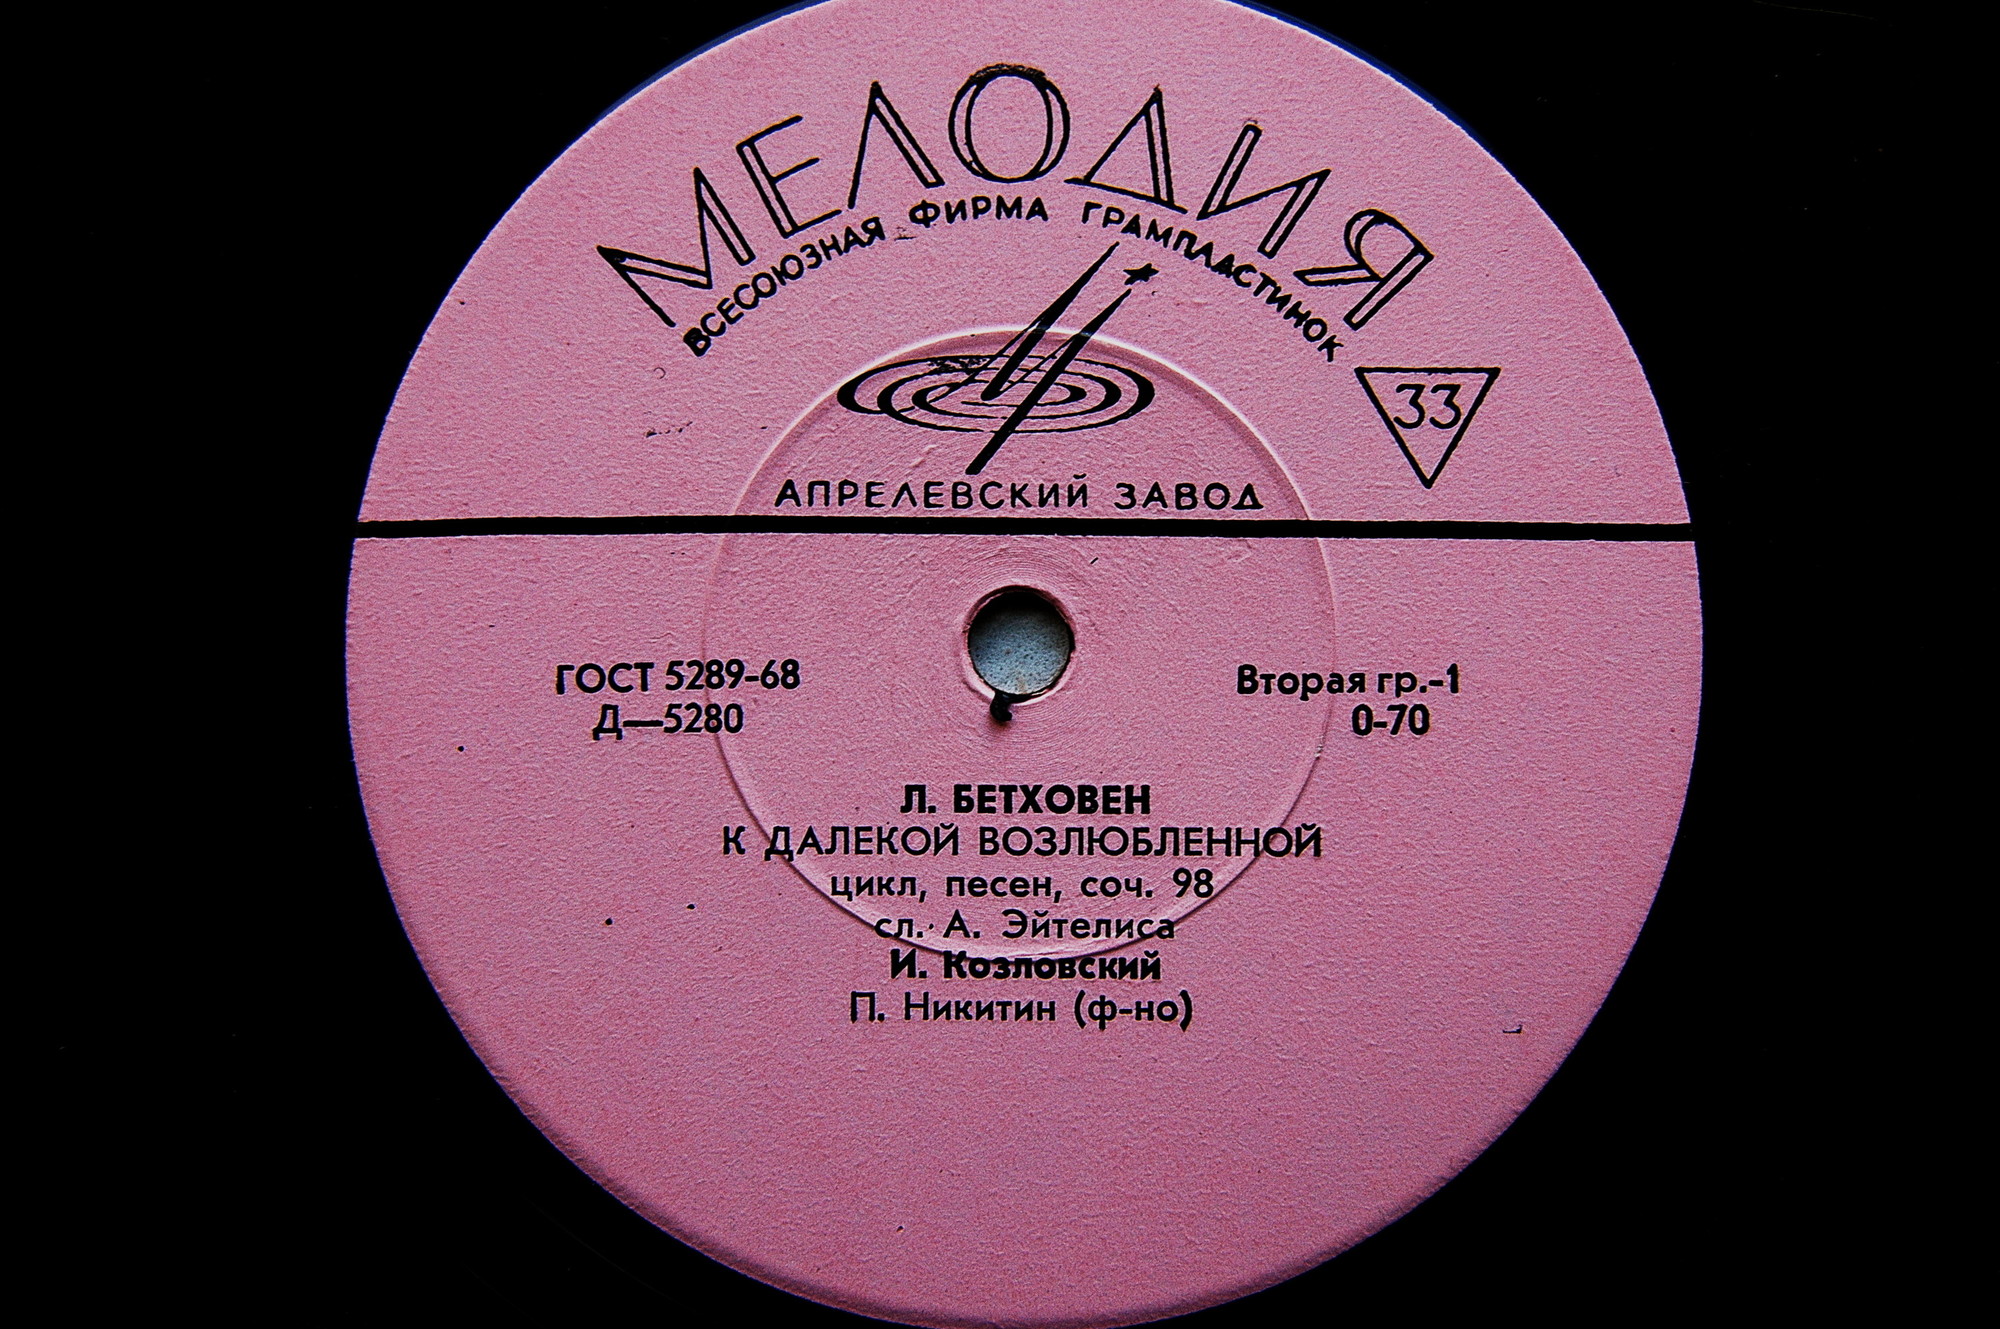 МЕЛОДИЯ
ВСЕСОЮЗНАЯ ФИРМА ГРАМПЛАСТИНОК
33
АПРЕЛЕВСКИЙ ЗАВОД
ГОСТ 5289-68
Д—5280
Вторая гр.-1
0-70
Л. БЕТХОВЕН
К ДАЛЕКОЙ ВОЗЛЮБЛЕННОЙ
цикл, песен, соч. 98
сл. А. Эйтелиса
И. Козловский
П. Никитин (ф-но)